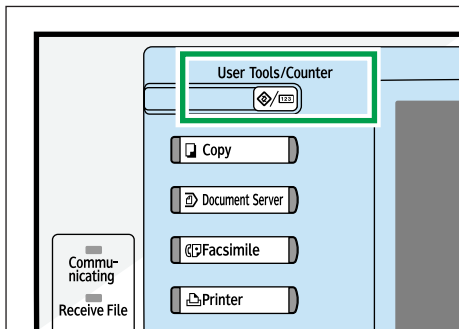 User Tools/Counter
/123
Copy
Document Server
Facsimile
Commu-
nicating
Printer
Receive File